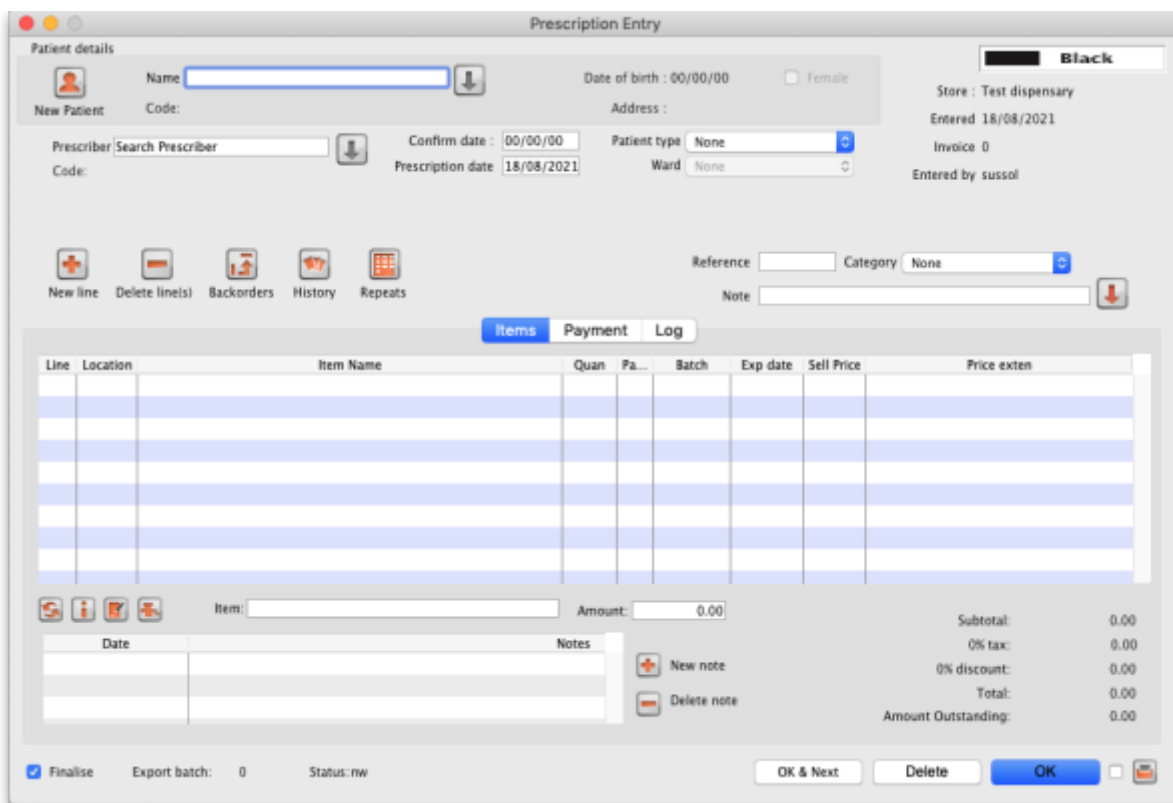 Prescription Entry
Patient details
Black
Name
Date of birth : 00/00/00
Female
Store : Test dispensary
New Patient
Code:
Address :
Entered 18/08/2021
Prescriber Search Prescriber
Confirm date : 00/00/00
Patient type None
Invoice 0
Code:
Prescription date 18/08/2021
Ward None
Entered by sussol
New line Delete line(s) Backorders History Repeats
Reference
Category None
Note
Items Payment Log
Line Location Item Name Quan Pa... Batch Exp date Sell Price Price exten
Item:
Amount: 0.00
Subtotal: 0.00
Date Notes
0% tax: 0.00
New note
0% discount: 0.00
Total: 0.00
Delete note
Amount Outstanding: 0.00
Finalise Export batch: 0 Status:nw OK & Next Delete OK